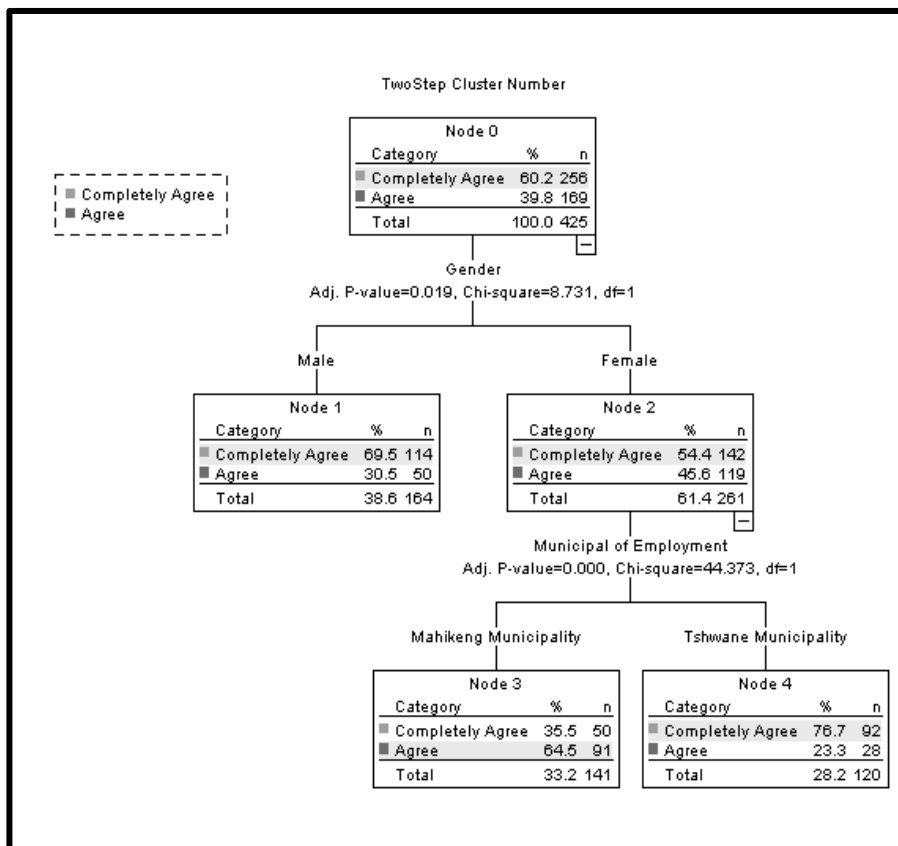 TwoStep Cluster Number
Completely Agree
Agree
Node 0
Category % n
Completely Agree 60.2 256
Agree 39.8 169
Total 100.0 425
Gender
Adj. P-value=0.019, Chi-square=8.731, df=1
Male
Female
Node 1
Category % n
Completely Agree 69.5 114
Agree 30.5 50
Total 38.6 164
Node 2
Category % n
Completely Agree 54.4 142
Agree 45.6 119
Total 61.4 261
Municipal of Employment
Adj. P-value=0.000, Chi-square=44.373, df=1
Mahikeng Municipality
Tshwane Municipality
Node 3
Category % n
Completely Agree 35.5 50
Agree 64.5 91
Total 33.2 141
Node 4
Category % n
Completely Agree 76.7 92
Agree 23.3 28
Total 28.2 120